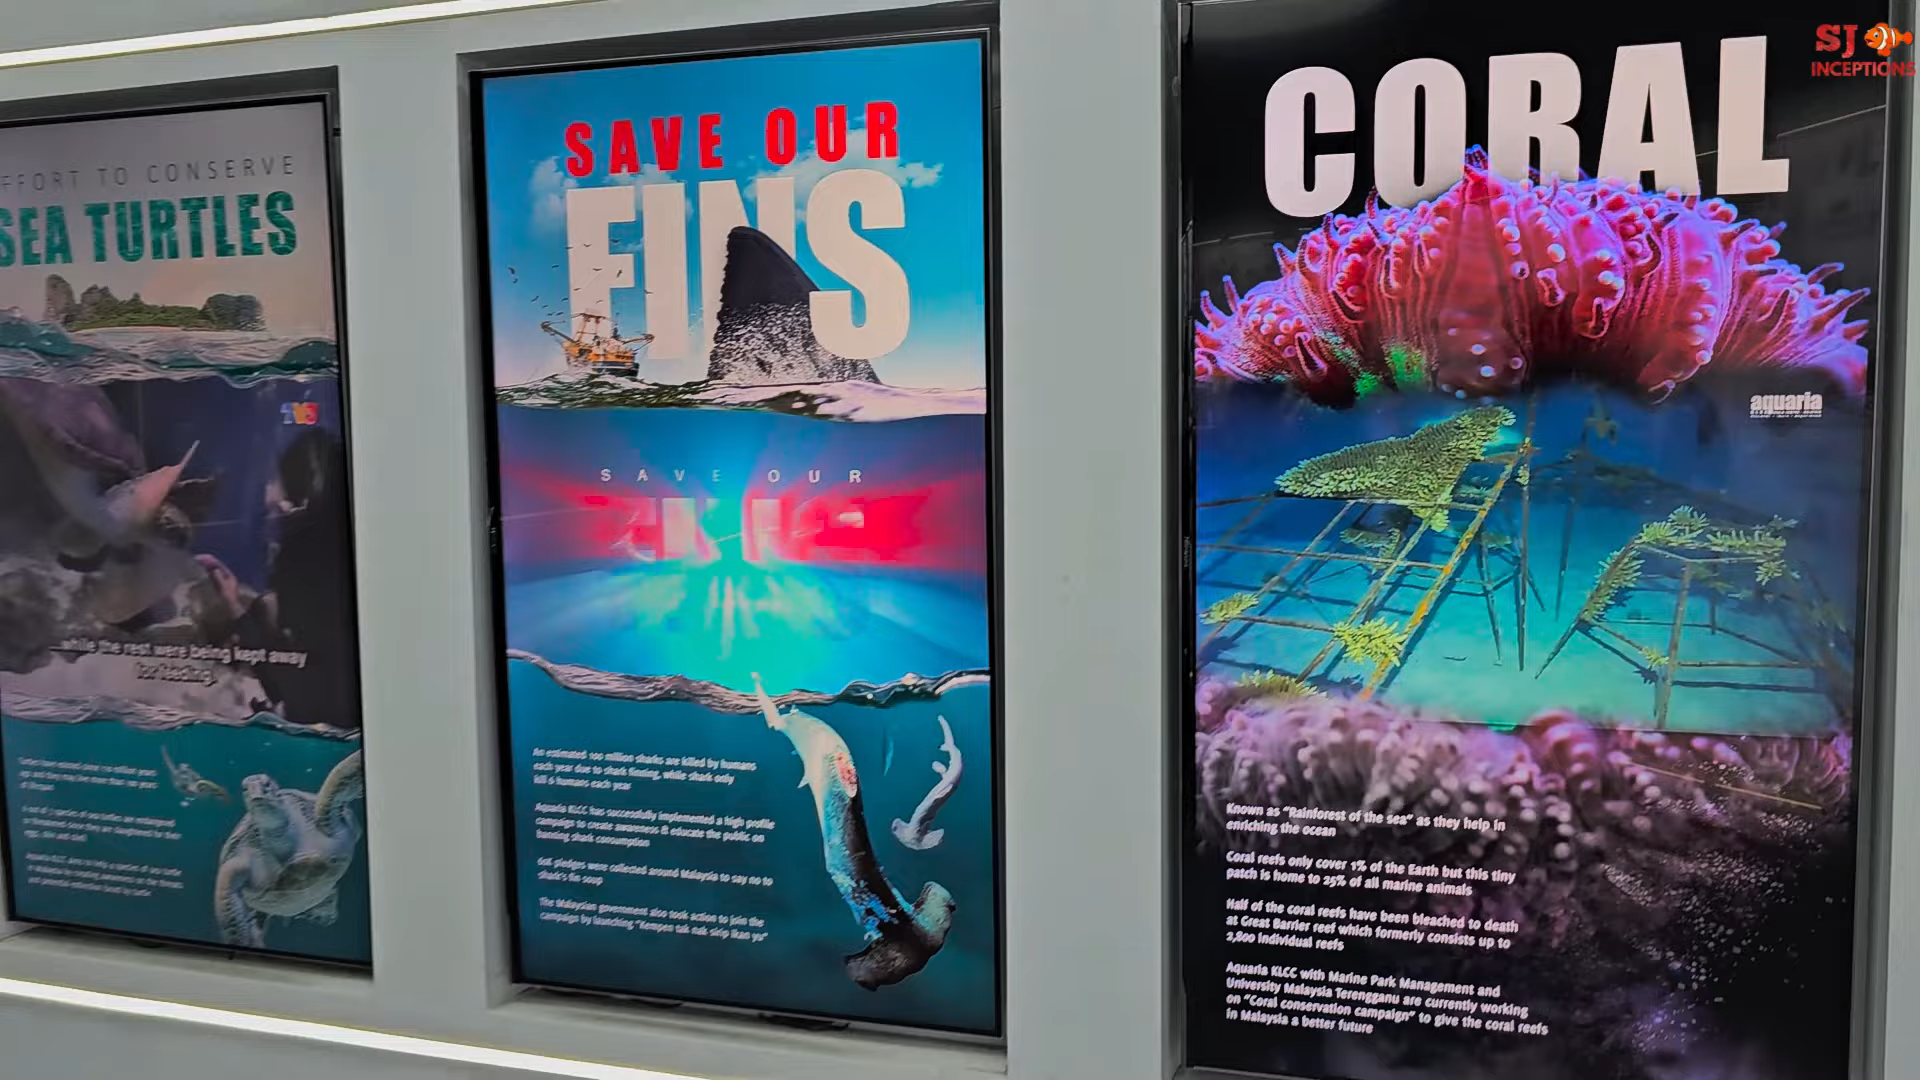 EFFORT TO CONSERVE
SEA TURTLES
...while the rest were being kept away
for feeding.
SAVE OUR
FINS
SAVE OUR
An estimated 100 million sharks are killed by humans
each year due to shark finning, while shark only
kill 6 humans each year
Aquaria KLCC has successfully implemented a high profile
campaign to create awareness & educate the public on
banning shark consumption
60K pledges were collected around Malaysia to say no to
shark's fin soup
The Malaysian government also took action to join the
campaign by launching "Kempen tak nak sirip ikan yu"
CORAL
aquaria
Known as "Rainforest of the sea" as they help in
enriching the ocean
Coral reefs only cover 1% of the Earth but this tiny
patch is home to 25% of all marine animals
Half of the coral reefs have been bleached to death
at Great Barrier reef which formerly consists up to
2,800 individual reefs
Aquaria KLCC with Marine Park Management and
University Malaysia Terengganu are currently working
on "Coral conservation campaign" to give the coral reefs
in Malaysia a better future
SJ
INCEPTIONS